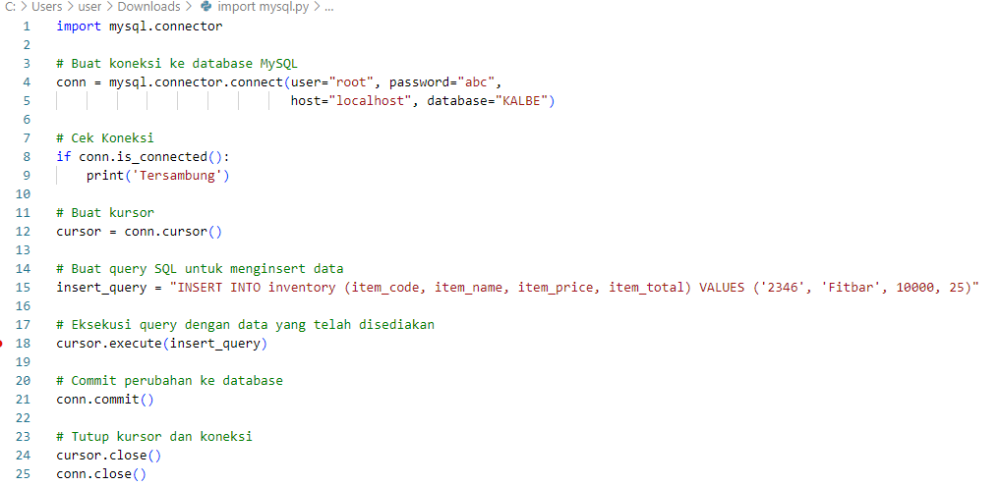 C: > Users > user > Downloads > import mysql.py > ...
1 import mysql.connector
2
3 # Buat koneksi ke database MySQL
4 conn = mysql.connector.connect(user="root", password="abc",
5 host="localhost", database="KALBE")
6
7 # Cek Koneksi
8 if conn.is_connected():
9 print('Tersambung')
10
11 # Buat kursor
12 cursor = conn.cursor()
13
14 # Buat query SQL untuk menginsert data
15 insert_query = "INSERT INTO inventory (item_code, item_name, item_price, item_total) VALUES ('2346', 'Fitbar', 10000, 25)"
16
17 # Eksekusi query dengan data yang telah disediakan
18 cursor.execute(insert_query)
19
20 # Commit perubahan ke database
21 conn.commit()
22
23 # Tutup kursor dan koneksi
24 cursor.close()
25 conn.close()